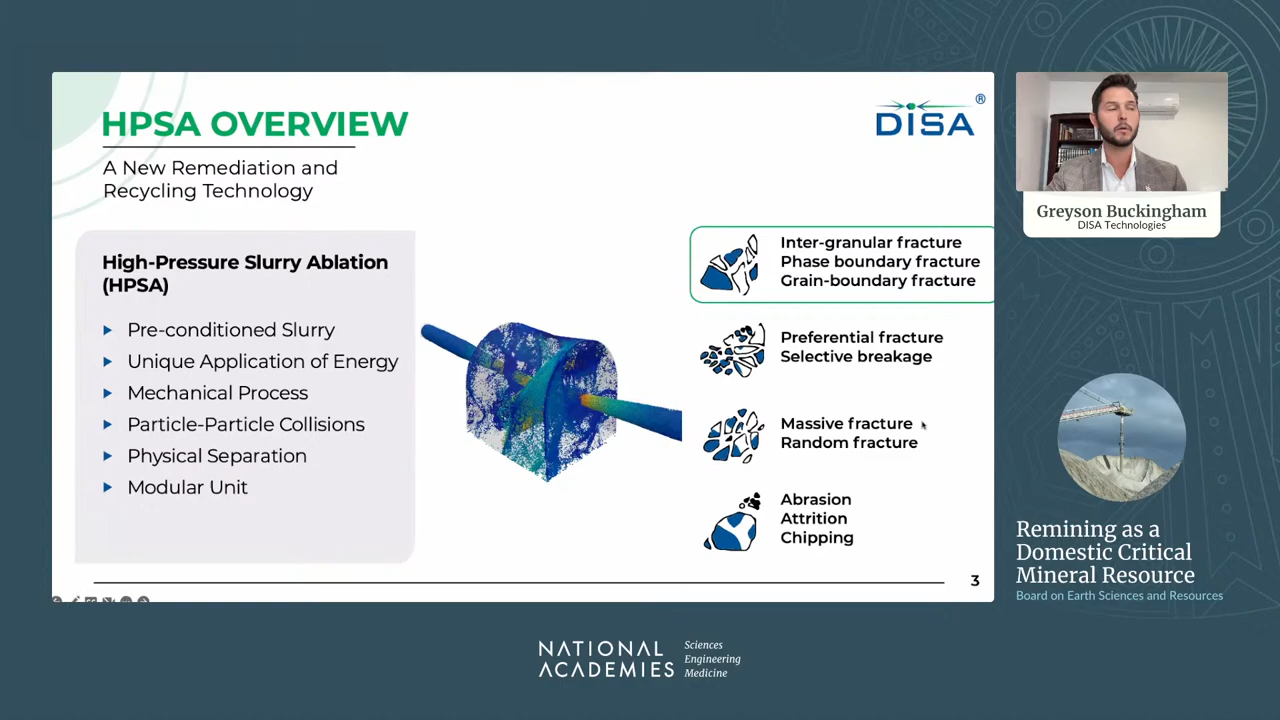 HPSA OVERVIEW
A New Remediation and
Recycling Technology
DISA
®
High-Pressure Slurry Ablation
(HPSA)
Pre-conditioned Slurry
Unique Application of Energy
Mechanical Process
Particle-Particle Collisions
Physical Separation
Modular Unit
Inter-granular fracture
Phase boundary fracture
Grain-boundary fracture
Preferential fracture
Selective breakage
Massive fracture
Random fracture
Abrasion
Attrition
Chipping
3
Greyson Buckingham
DISA Technologies
Remining as a
Domestic Critical
Mineral Resource
Board on Earth Sciences and Resources
NATIONAL
ACADEMIES
Sciences
Engineering
Medicine